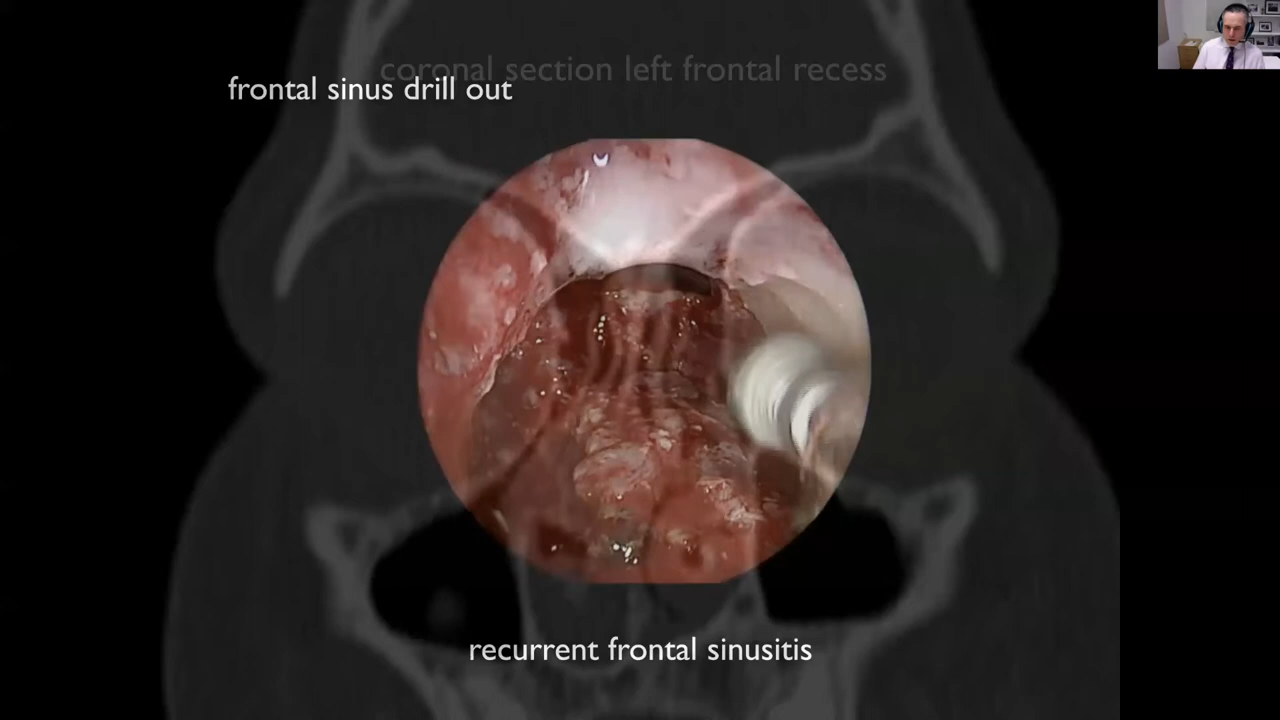 coronal section left frontal recess
frontal sinus drill out
recurrent frontal sinusitis